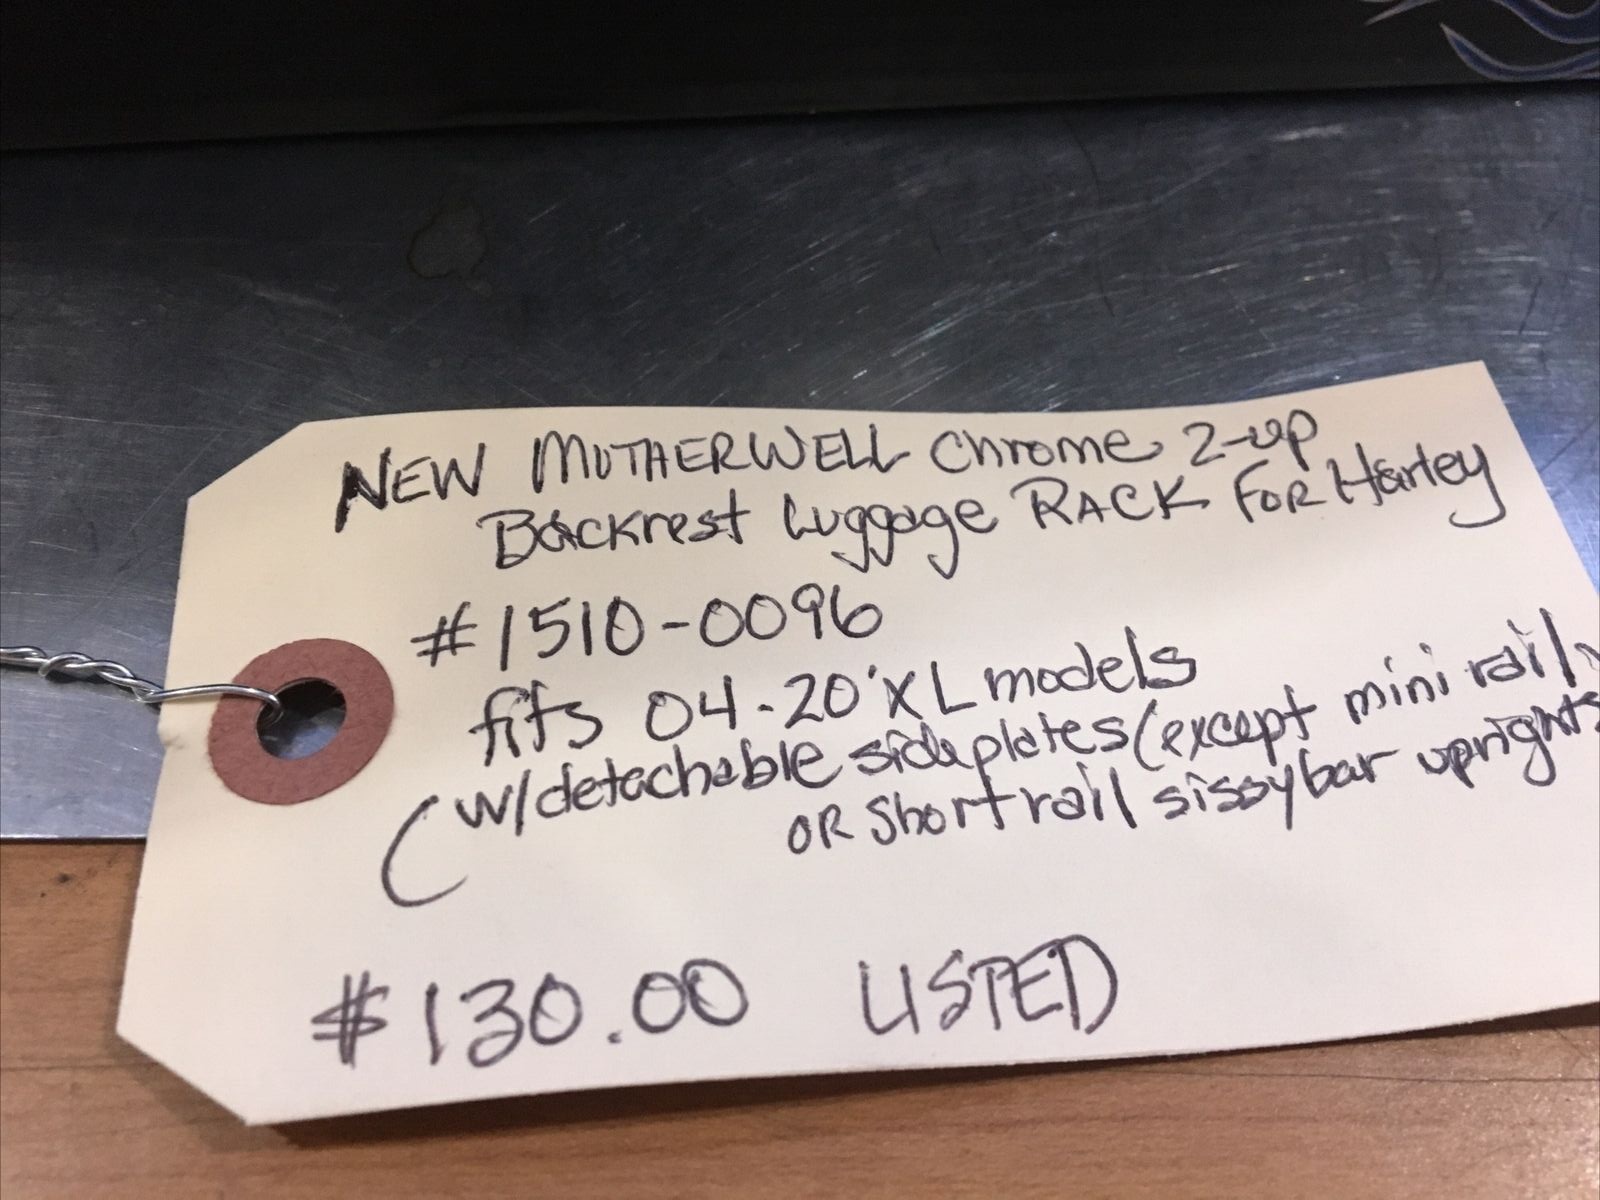 NEW MOTHERWELL Chrome 2-up
Backrest Luggage RACK FOR Harley
#1510-0096
fits 04-20' XL models
(w/detachable sideplates (except mini rail,
OR Short rail sissybar uprights
$130.00 LISTED